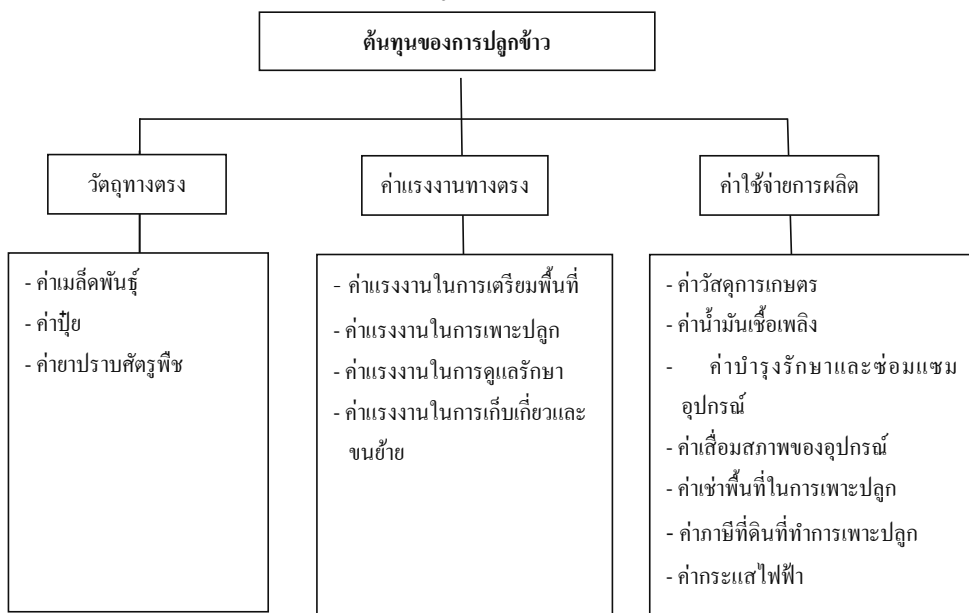 ต้นทุนของการปลูกข้าว
วัตถุทางตรง
ค่าแรงงานทางตรง
ค่าใช้จ่ายการผลิต
- ค่าเมล็ดพันธุ์
- ค่าปุ๋ย
- ค่ายาปราบศัตรูพืช
- ค่าแรงงานในการเตรียมพื้นที่
- ค่าแรงงานในการเพาะปลูก
- ค่าแรงงานในการดูแลรักษา
- ค่าแรงงานในการเก็บเกี่ยวและ
ขนย้าย
- ค่าวัสดุการเกษตร
- ค่าน้ำมันเชื้อเพลิง
- ค่าบำรุงรักษาและซ่อมแซม
อุปกรณ์
- ค่าเสื่อมสภาพของอุปกรณ์
- ค่าเช่าพื้นที่ในการเพาะปลูก
- ค่าภาษีที่ดินที่ทำการเพาะปลูก
- ค่ากระแสไฟฟ้า